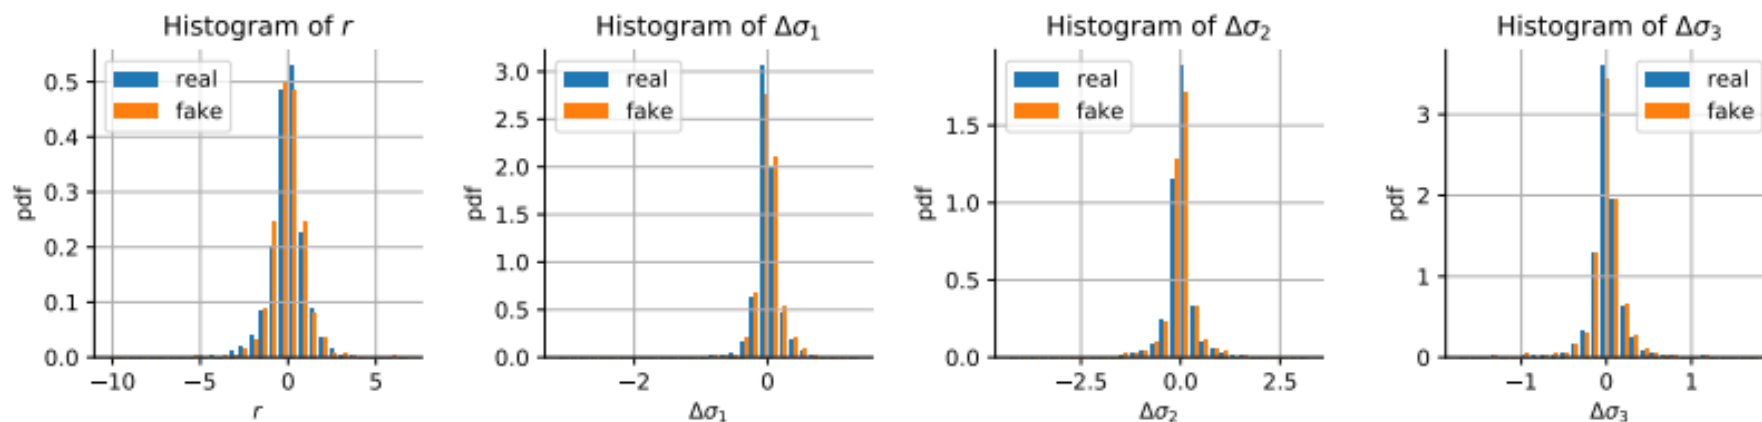 Histogram of r
real
fake
pdf
0.5
0.4
0.3
0.2
0.1
0.0
−10
−5
0
5
r
Histogram of Δσ₁
real
fake
pdf
3.0
2.5
2.0
1.5
1.0
0.5
0.0
−2
0
Δσ₁
Histogram of Δσ₂
real
fake
pdf
1.5
1.0
0.5
0.0
−2.5
0.0
2.5
Δσ₂
Histogram of Δσ₃
real
fake
pdf
3
2
1
0
−1
0
1
Δσ₃